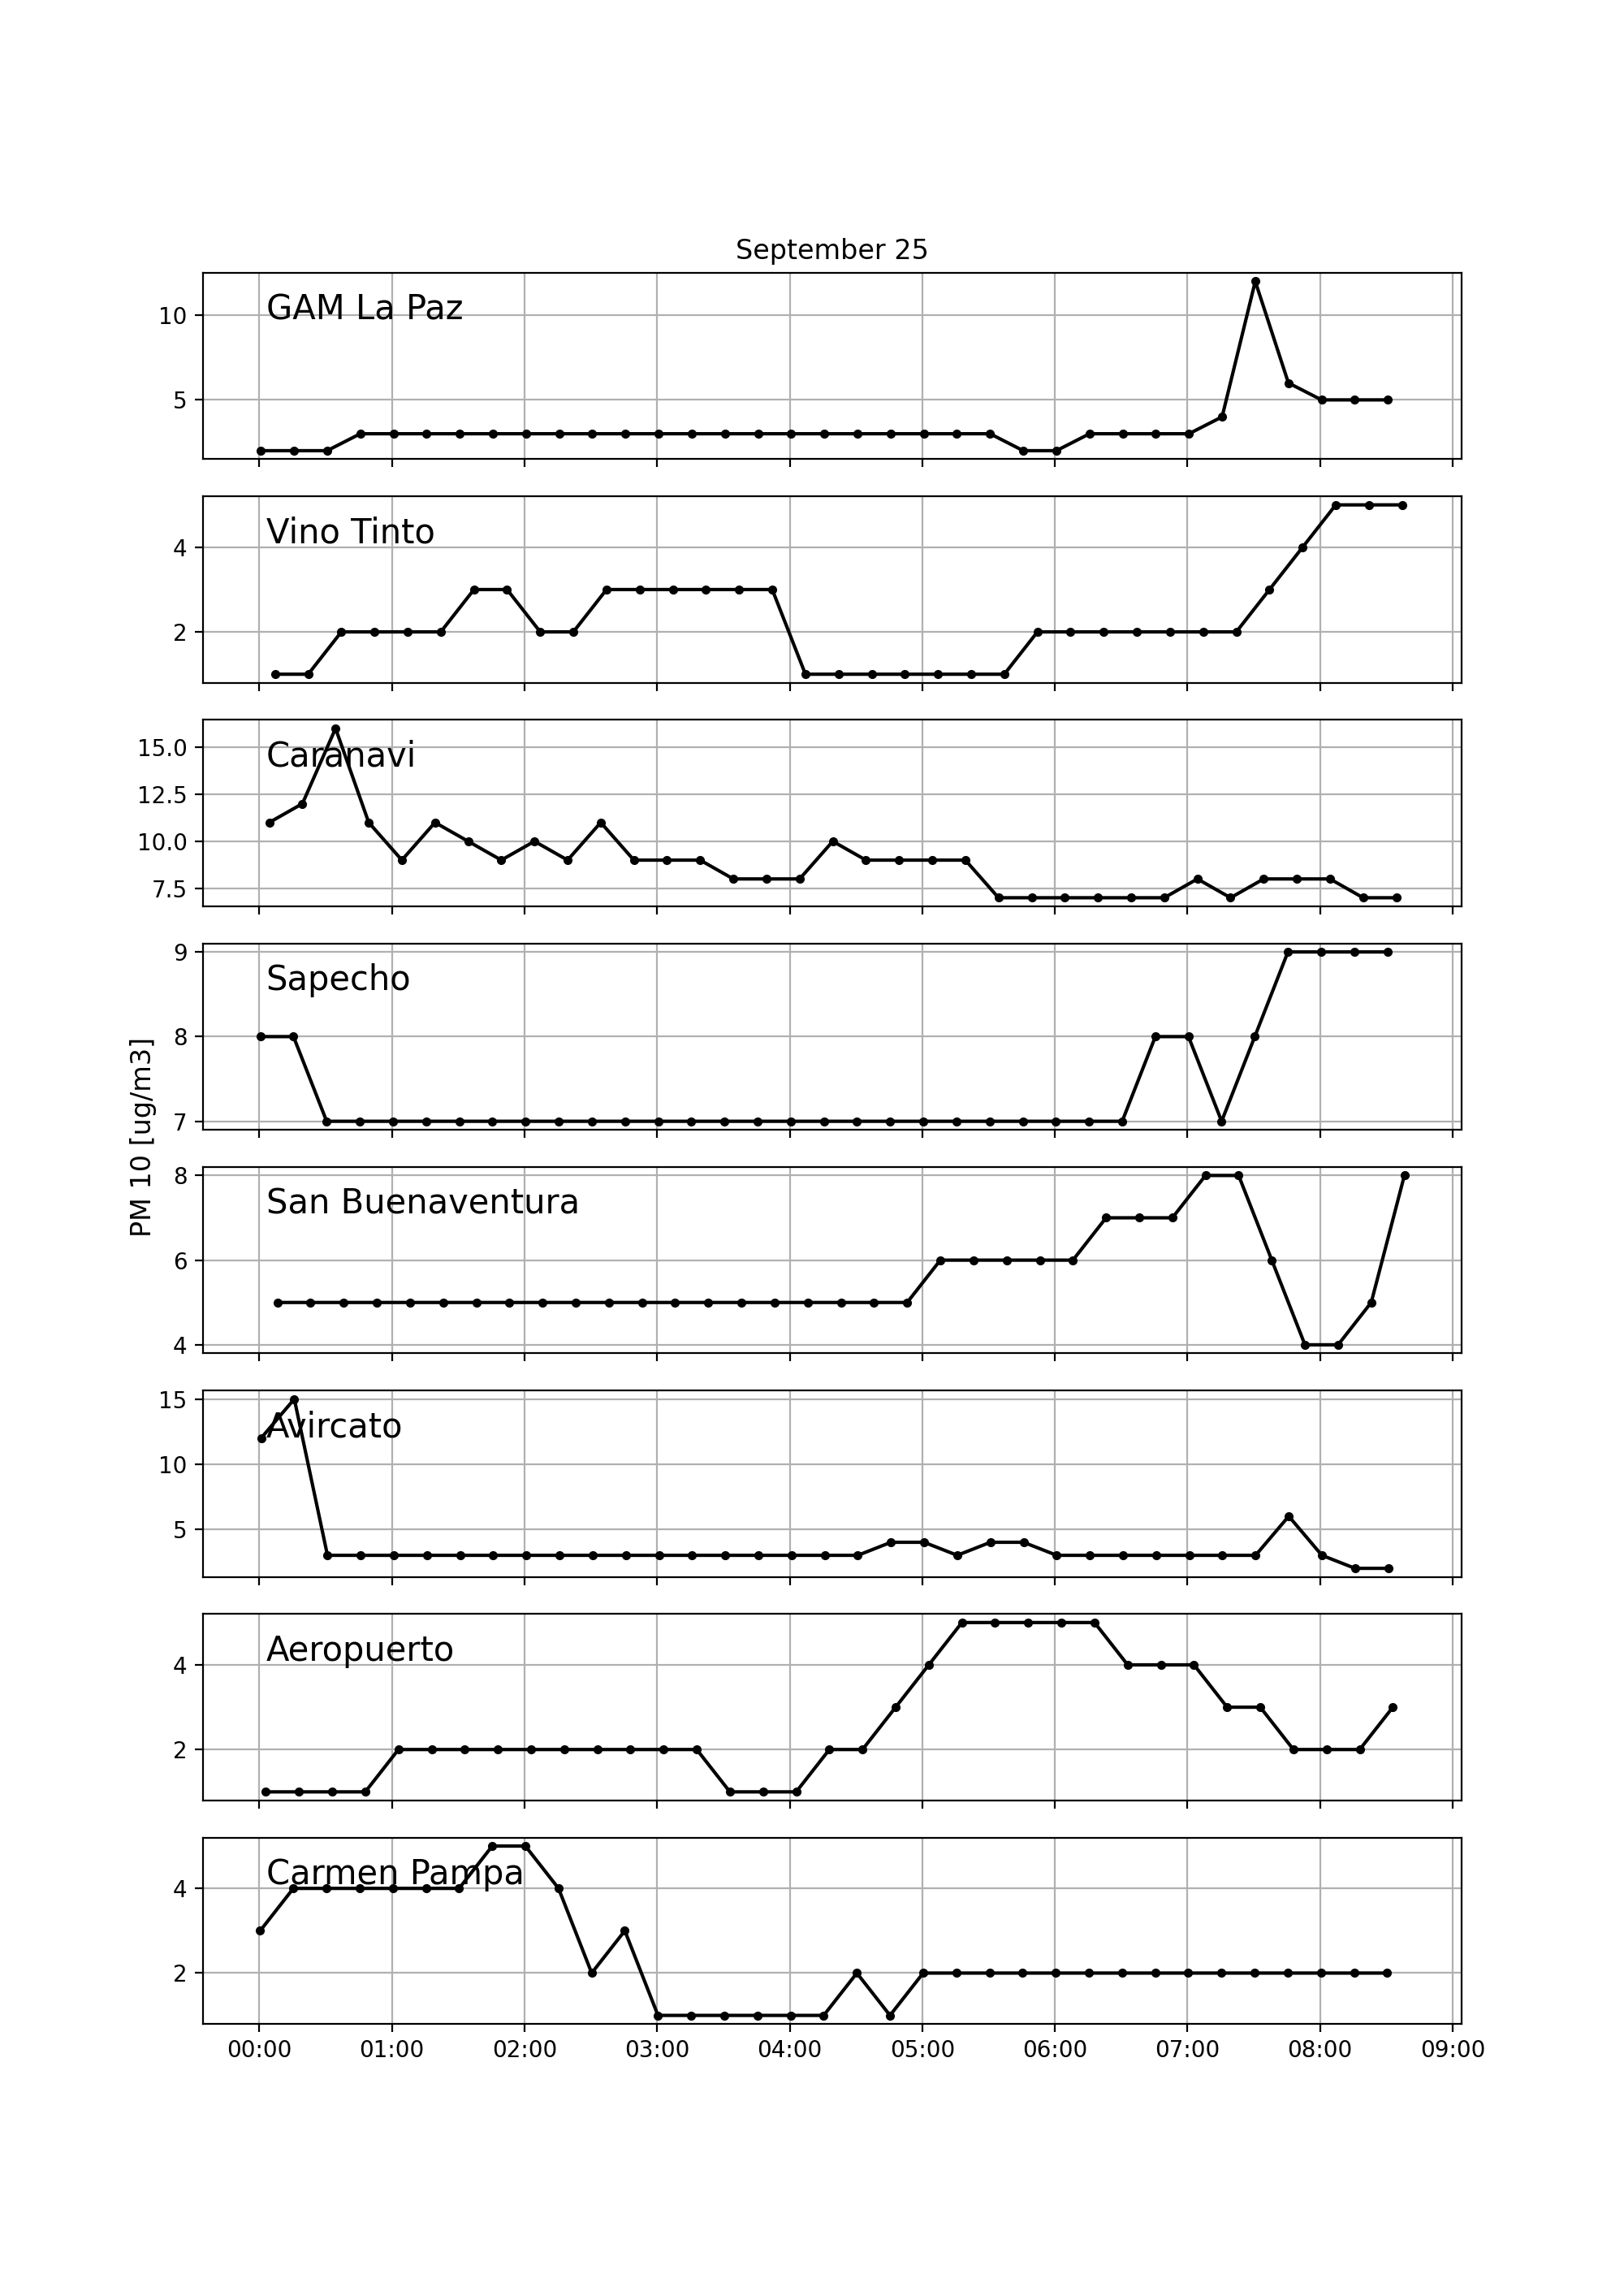 September 25
GAM La Paz
10
5
Vino Tinto
4
2
Caranavi
15.0
12.5
10.0
7.5
Sapecho
9
8
7
PM 10 [ug/m3]
San Buenaventura
8
6
4
Avircato
15
10
5
Aeropuerto
4
2
Carmen Pampa
4
2
00:00 01:00 02:00 03:00 04:00 05:00 06:00 07:00 08:00 09:00